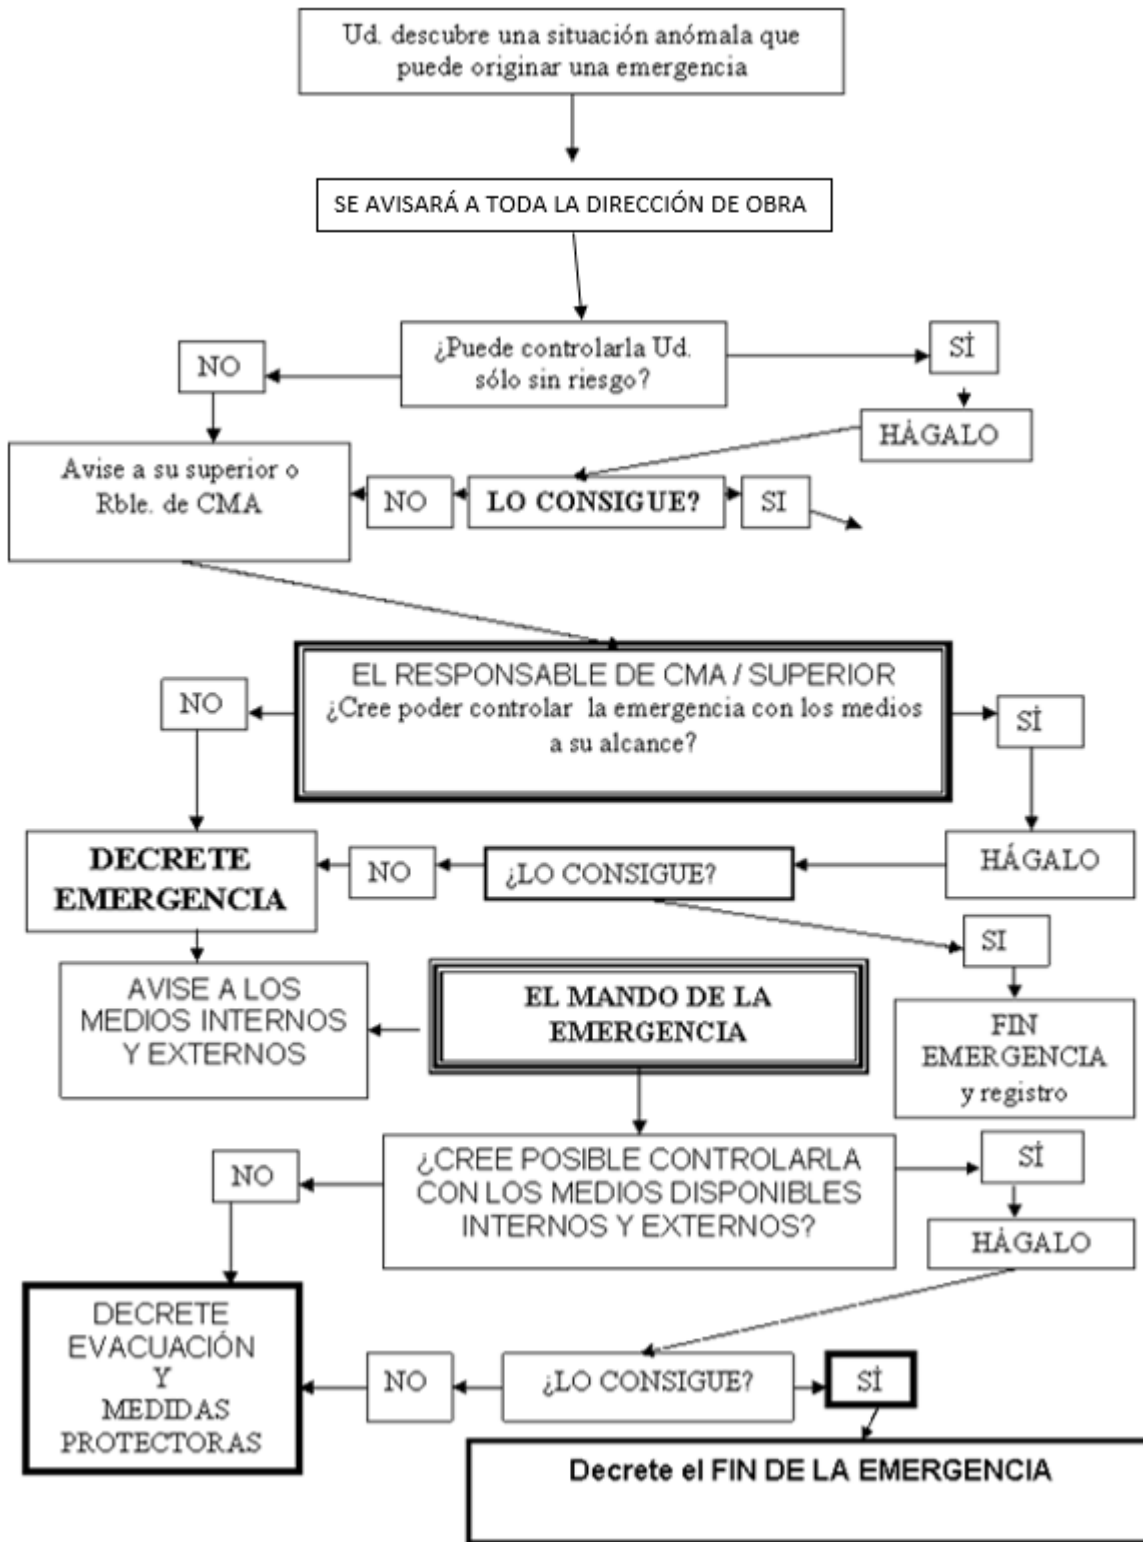 Ud. descubre una situación anómala que
puede originar una emergencia
SE AVISARÁ A TODA LA DIRECCIÓN DE OBRA
¿Puede controlarla Ud.
sólo sin riesgo?
NO
SÍ
HÁGALO
Avise a su superior o
Rble. de CMA
NO
LO CONSIGUE?
SI
EL RESPONSABLE DE CMA / SUPERIOR
¿Cree poder controlar la emergencia con los medios
a su alcance?
NO
SÍ
DECRETE
EMERGENCIA
NO
¿LO CONSIGUE?
HÁGALO
SI
AVISE A LOS
MEDIOS INTERNOS
Y EXTERNOS
EL MANDO DE LA
EMERGENCIA
FIN
EMERGENCIA
y registro
¿CREE POSIBLE CONTROLARLA
CON LOS MEDIOS DISPONIBLES
INTERNOS Y EXTERNOS?
NO
SÍ
HÁGALO
DECRETE
EVACUACIÓN
Y
MEDIDAS
PROTECTORAS
NO
¿LO CONSIGUE?
SÍ
Decrete el FIN DE LA EMERGENCIA